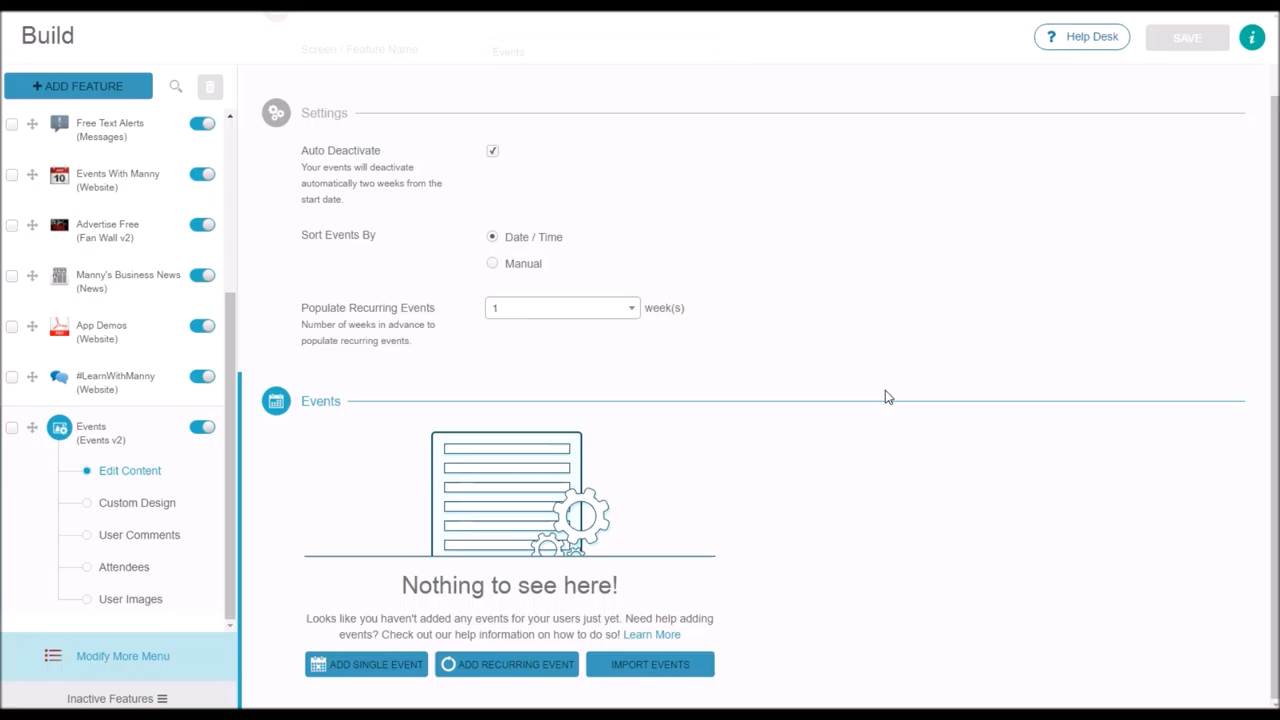 Build
Screen / Feature Name
Events
? Help Desk
SAVE
i
+ ADD FEATURE
Free Text Alerts
(Messages)
10
Events With Manny
(Website)
Advertise Free
(Fan Wall v2)
Manny's Business News
(News)
App Demos
(Website)
#LearnWithManny
(Website)
Events
(Events v2)
Edit Content
Custom Design
User Comments
Attendees
User Images
Modify More Menu
Inactive Features
Settings
Auto Deactivate
Your events will deactivate
automatically two weeks from the
start date.
Sort Events By
Date / Time
Manual
Populate Recurring Events
Number of weeks in advance to
populate recurring events.
1
week(s)
Events
Nothing to see here!
Looks like you haven't added any events for your users just yet. Need help adding
events? Check out our help information on how to do so! Learn More
ADD SINGLE EVENT
ADD RECURRING EVENT
IMPORT EVENTS